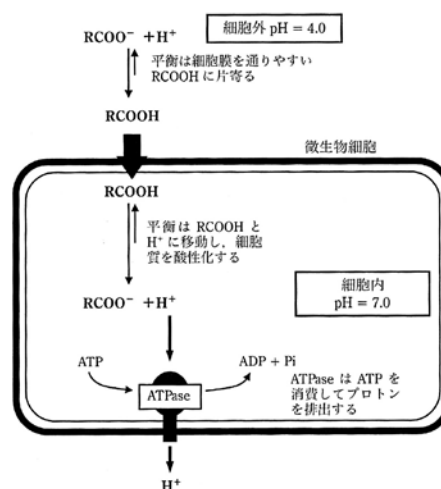 RCOO⁻ + H⁺
細胞外 pH = 4.0
平衡は細胞膜を通りやすい
RCOOH に片寄る
RCOOH
微生物細胞
RCOOH
平衡は RCOOH と
H⁺ に移動し,細胞
質を酸性化する
細胞内
pH = 7.0
RCOO⁻ + H⁺
ATP
ADP + Pi
ATPase
ATPase は ATP を
消費してプロトン
を排出する
H⁺